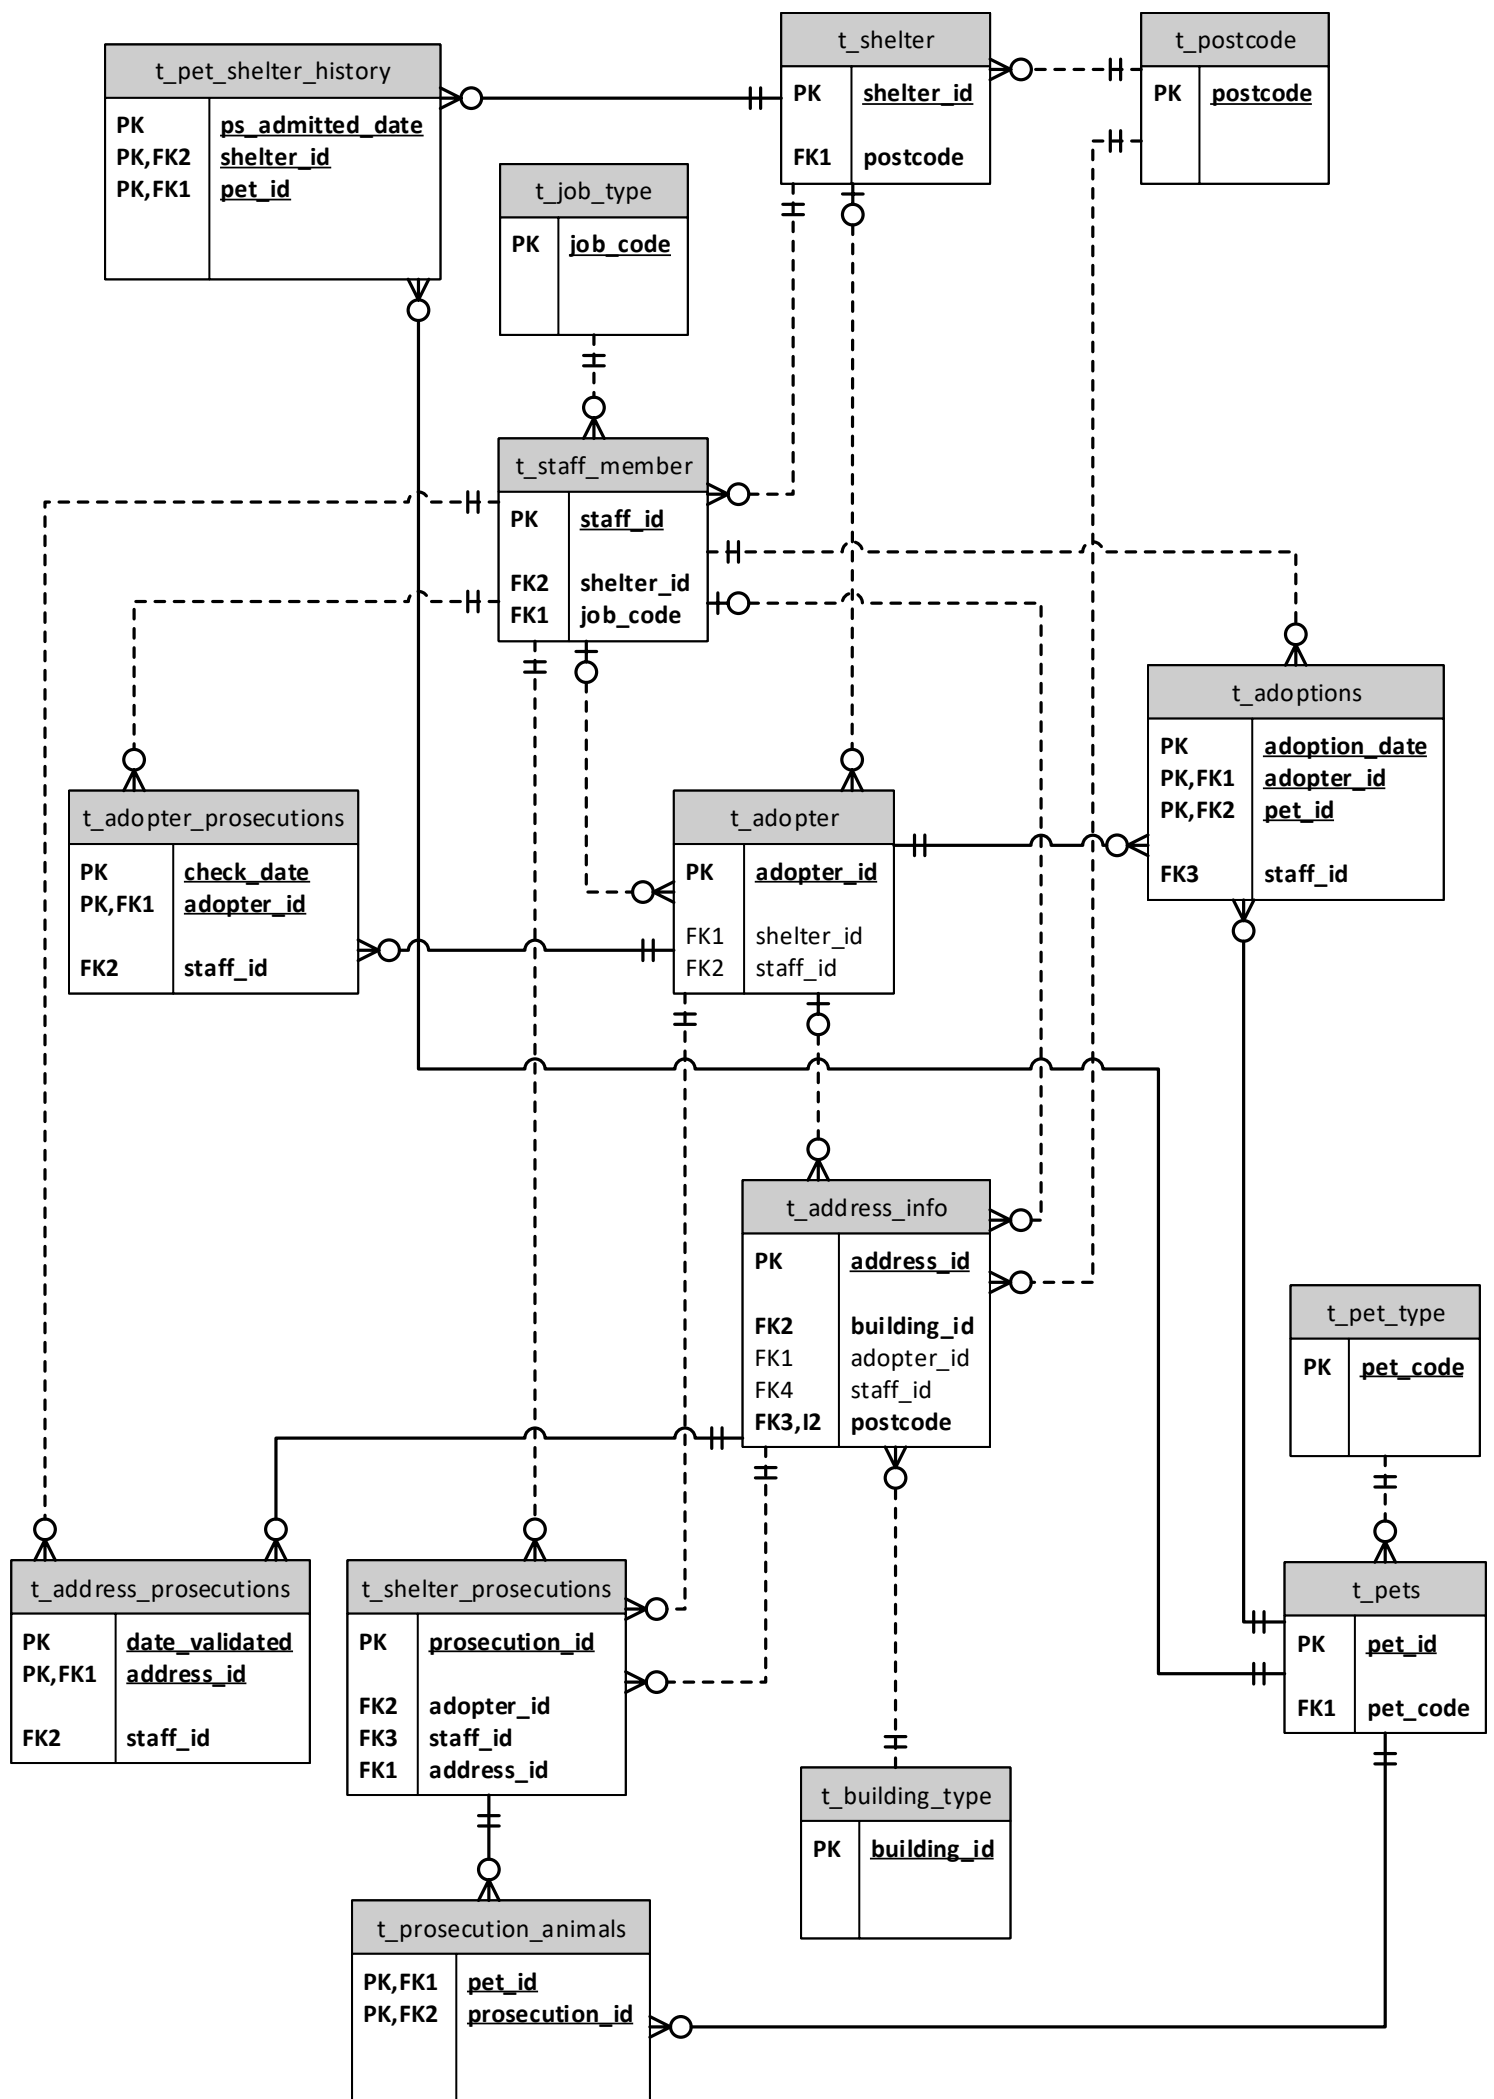 t_shelter
PK shelter_id
FK1 postcode
t_postcode
PK postcode
t_pet_shelter_history
PK ps_admitted_date
PK,FK2 shelter_id
PK,FK1 pet_id
t_job_type
PK job_code
t_staff_member
PK staff_id
FK2 shelter_id
FK1 job_code
t_adoptions
PK adoption_date
PK,FK1 adopter_id
PK,FK2 pet_id
FK3 staff_id
t_adopter_prosecutions
PK check_date
PK,FK1 adopter_id
FK2 staff_id
t_adopter
PK adopter_id
FK1 shelter_id
FK2 staff_id
t_address_info
PK address_id
FK2 building_id
FK1 adopter_id
FK4 staff_id
FK3,I2 postcode
t_pet_type
PK pet_code
t_address_prosecutions
PK date_validated
PK,FK1 address_id
FK2 staff_id
t_shelter_prosecutions
PK prosecution_id
FK2 adopter_id
FK3 staff_id
FK1 address_id
t_pets
PK pet_id
FK1 pet_code
t_building_type
PK building_id
t_prosecution_animals
PK,FK1 pet_id
PK,FK2 prosecution_id